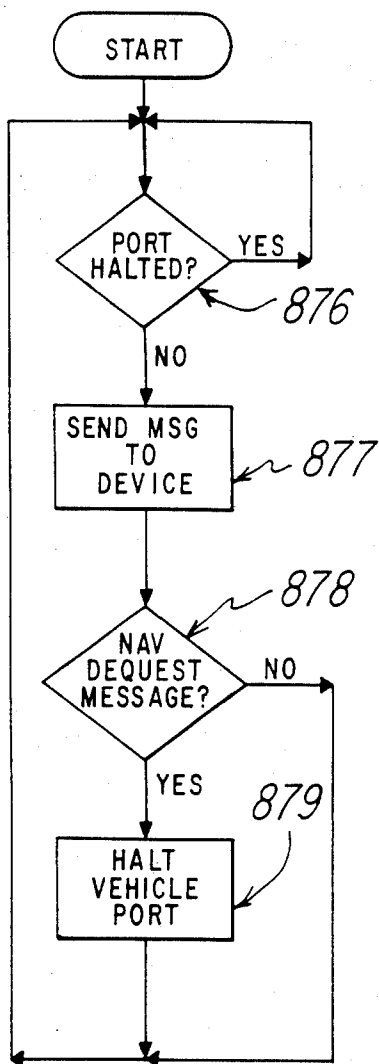 START
PORT
HALTED?
YES
876
NO
SEND MSG
TO
DEVICE
877
878
NAV
DEQUEST
MESSAGE?
NO
YES
879
HALT
VEHICLE
PORT